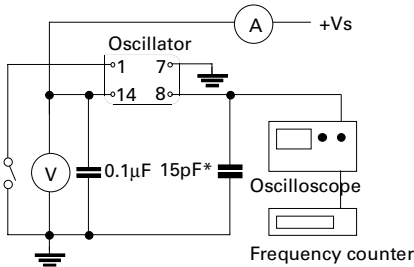 A +Vs
Oscillator
1 7
14 8
V 0.1µF 15pF*
Oscilloscope
Frequency counter